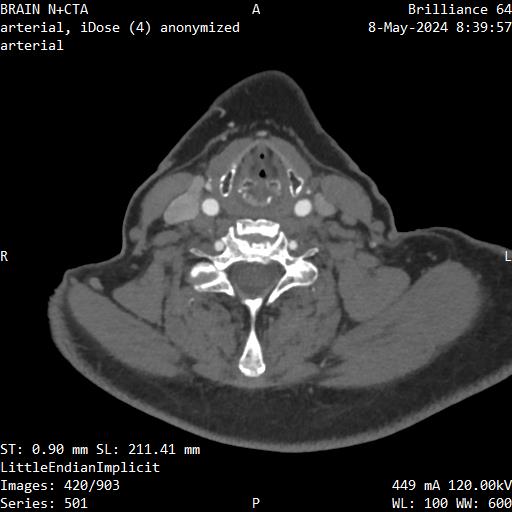 BRAIN N+CTA A Brilliance 64
arterial, iDose (4) anonymized 8-May-2024 8:39:57
arterial
R L
ST: 0.90 mm SL: 211.41 mm
LittleEndianImplicit
Images: 420/903 449 mA 120.00kV
Series: 501 P WL: 100 WW: 600